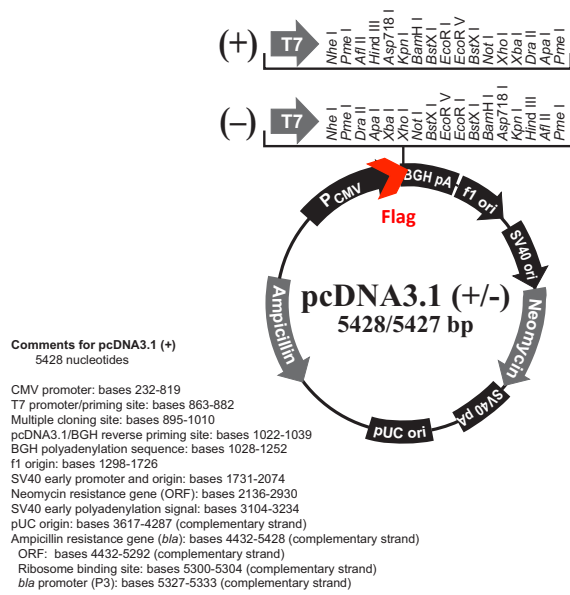 (+)
T7
Nhe I
Pme I
Afl II
Hind III
Asp718 I
Kpn I
BamH I
BstX I
EcoR I
EcoR V
BstX I
Not I
Xho I
Xba I
Dra II
Apa I
Pme I
(–)
T7
Nhe I
Pme I
Dra II
Apa I
Xba I
Xho I
Not I
BstX I
EcoR V
EcoR I
BstX I
BamH I
Asp718 I
Kpn I
Hind III
Afl II
Pme I
PCMV
BGH pA
f1 ori
Flag
SV40 ori
Ampicillin
pcDNA3.1 (+/-)
5428/5427 bp
Neomycin
SV40 pA
pUC ori
Comments for pcDNA3.1 (+)
5428 nucleotides
CMV promoter: bases 232-819
T7 promoter/priming site: bases 863-882
Multiple cloning site: bases 895-1010
pcDNA3.1/BGH reverse priming site: bases 1022-1039
BGH polyadenylation sequence: bases 1028-1252
f1 origin: bases 1298-1726
SV40 early promoter and origin: bases 1731-2074
Neomycin resistance gene (ORF): bases 2136-2930
SV40 early polyadenylation signal: bases 3104-3234
pUC origin: bases 3617-4287 (complementary strand)
Ampicillin resistance gene (bla): bases 4432-5428 (complementary strand)
ORF: bases 4432-5292 (complementary strand)
Ribosome binding site: bases 5300-5304 (complementary strand)
bla promoter (P3): bases 5327-5333 (complementary strand)